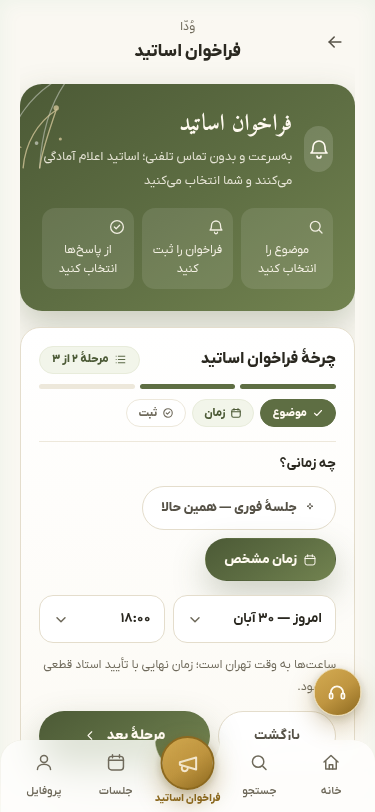 وُدّا
فراخوان اساتید
فراخوان اساتید
به‌سرعت و بدون تماس تلفنی؛ اساتید اعلام آمادگی
می‌کنند و شما انتخاب می‌کنید
موضوع را
انتخاب کنید
فراخوان را ثبت
کنید
از پاسخ‌ها
انتخاب کنید
چرخهٔ فراخوان اساتید
مرحلهٔ ۲ از ۳
موضوع
زمان
ثبت
چه زمانی؟
جلسهٔ فوری — همین حالا
زمان مشخص
امروز — ۳۰ آبان
۱۸:۰۰
ساعت‌ها به وقت تهران است؛ زمان نهایی با تأیید استاد قطعی
بازگشت
مرحلهٔ بعد
خانه
جستجو
فراخوان اساتید
جلسات
پروفایل